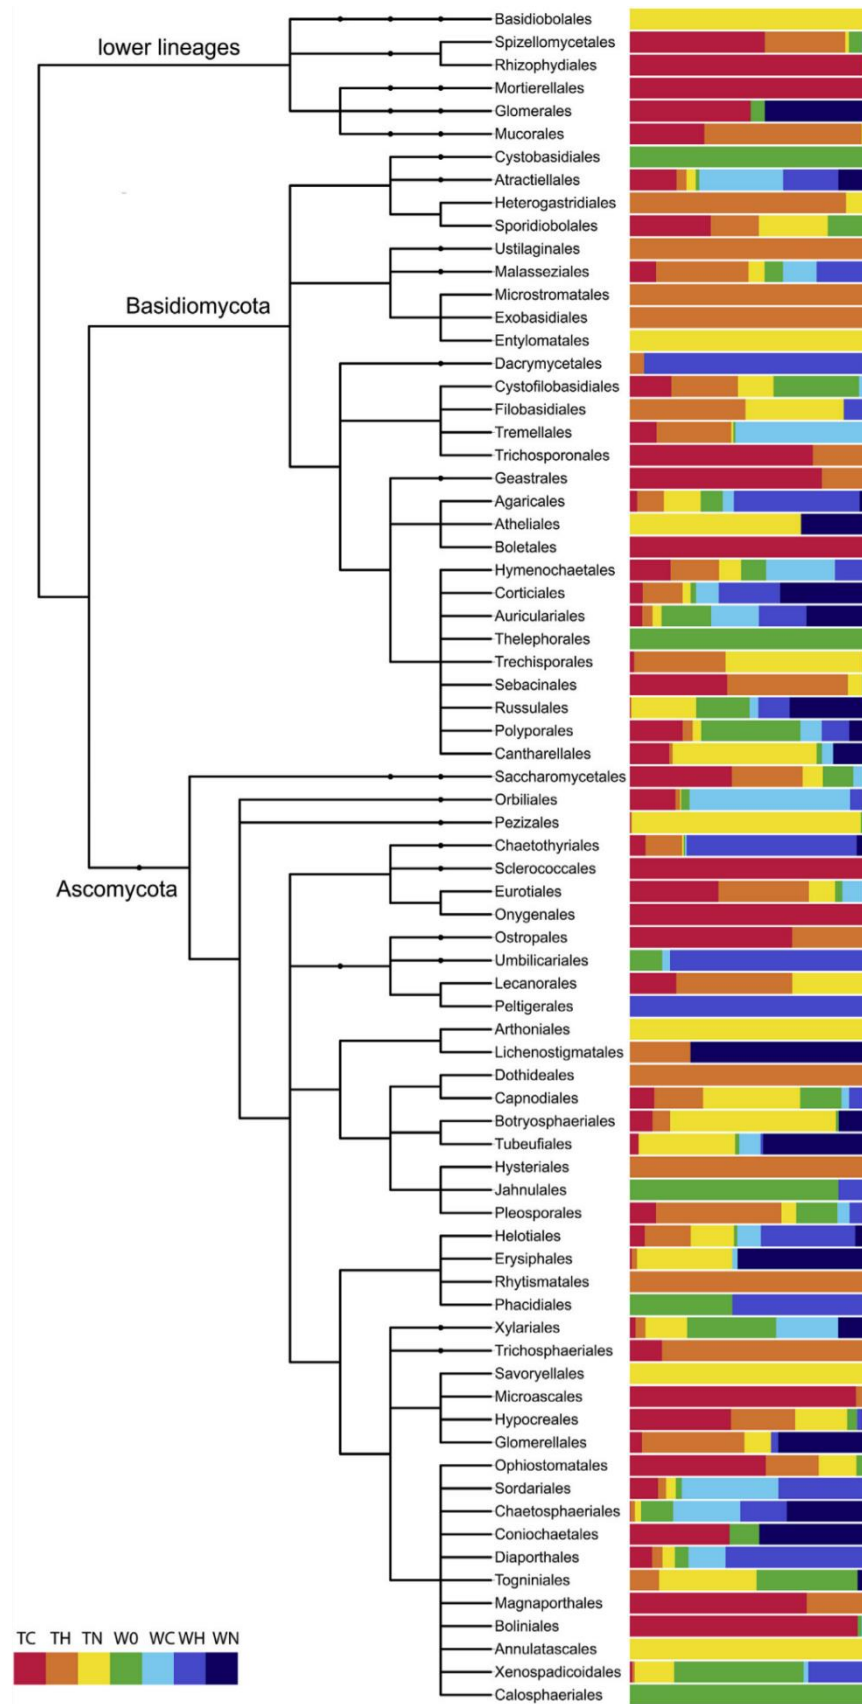 Basidiobolales
lower lineages
Spizellomycetales
Rhizophydiales
Mortierellales
Glomerales
Mucorales
Cystobasidiales
Atractiellales
Heterogastridiales
Sporidiobolales
Ustilaginales
Malasseziales
Microstromatales
Basidiomycota
Exobasidiales
Entylomatales
Dacrymycetales
Cystofilobasidiales
Filobasidiales
Tremellales
Trichosporonales
Geastrales
Agaricales
Atheliales
Boletales
Hymenochaetales
Corticiales
Auriculariales
Thelephorales
Trechisporales
Sebacinales
Russulales
Polyporales
Cantharellales
Saccharomycetales
Orbiliales
Pezizales
Chaetothyriales
Sclerococcales
Ascomycota
Eurotiales
Onygenales
Ostropales
Umbilicariales
Lecanorales
Peltigerales
Arthoniales
Lichenostigmatales
Dothideales
Capnodiales
Botryosphaeriales
Tubeufiales
Hysteriales
Jahnulales
Pleosporales
Helotiales
Erysiphales
Rhytismatales
Phacidiales
Xylariales
Trichosphaeriales
Savoryellales
Microascales
Hypocreales
Glomerellales
Ophiostomatales
Sordariales
Chaetosphaeriales
Coniochaetales
Diaporthales
Togniniales
Magnaporthales
Boliniales
TC TH TN W0 WC WH WN
Annulatascales
Xenospadicoidales
Calosphaeriales